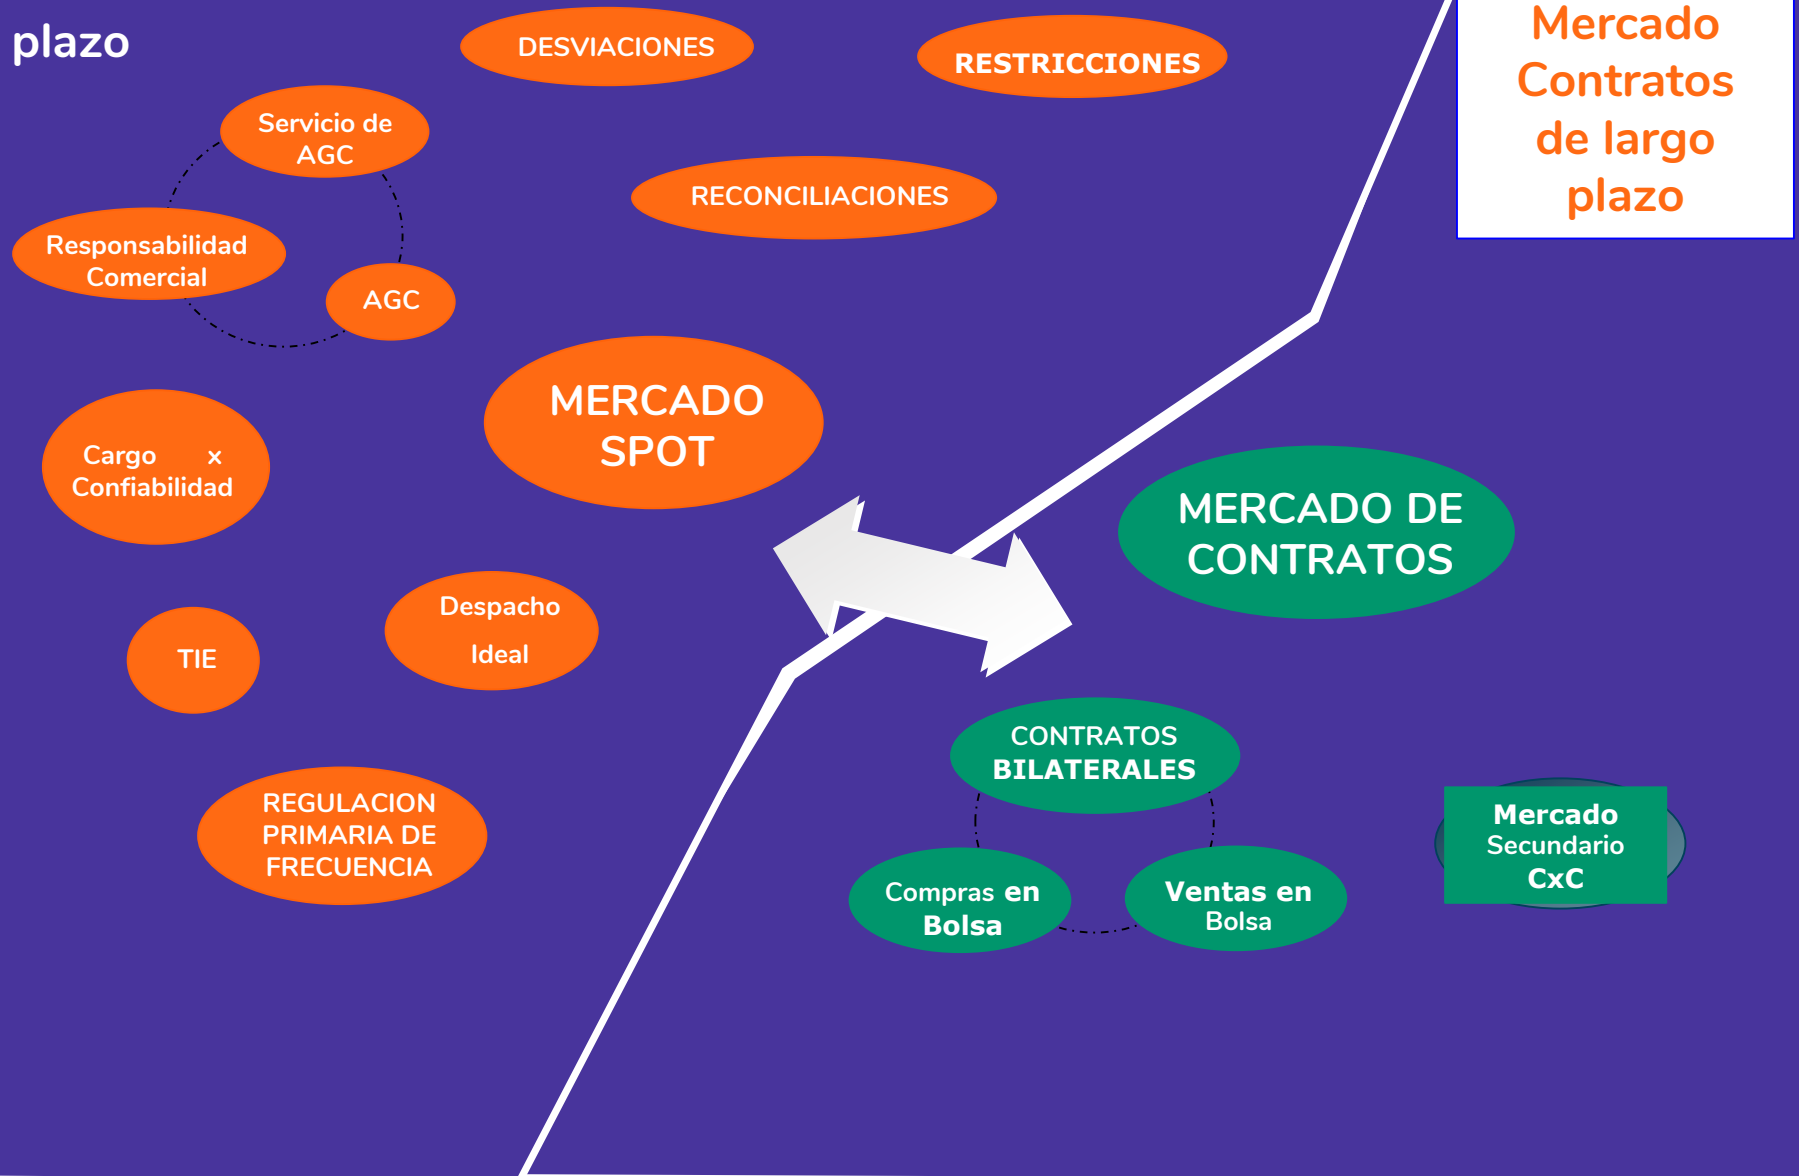 plazo
DESVIACIONES
RESTRICCIONES
Mercado
Contratos
de largo
plazo
Servicio de
AGC
RECONCILIACIONES
Responsabilidad
Comercial
AGC
MERCADO
SPOT
Cargo x
Confiabilidad
MERCADO DE
CONTRATOS
Despacho
Ideal
TIE
CONTRATOS
BILATERALES
REGULACION
PRIMARIA DE
FRECUENCIA
Mercado
Secundario
CxC
Compras en
Bolsa
Ventas en
Bolsa